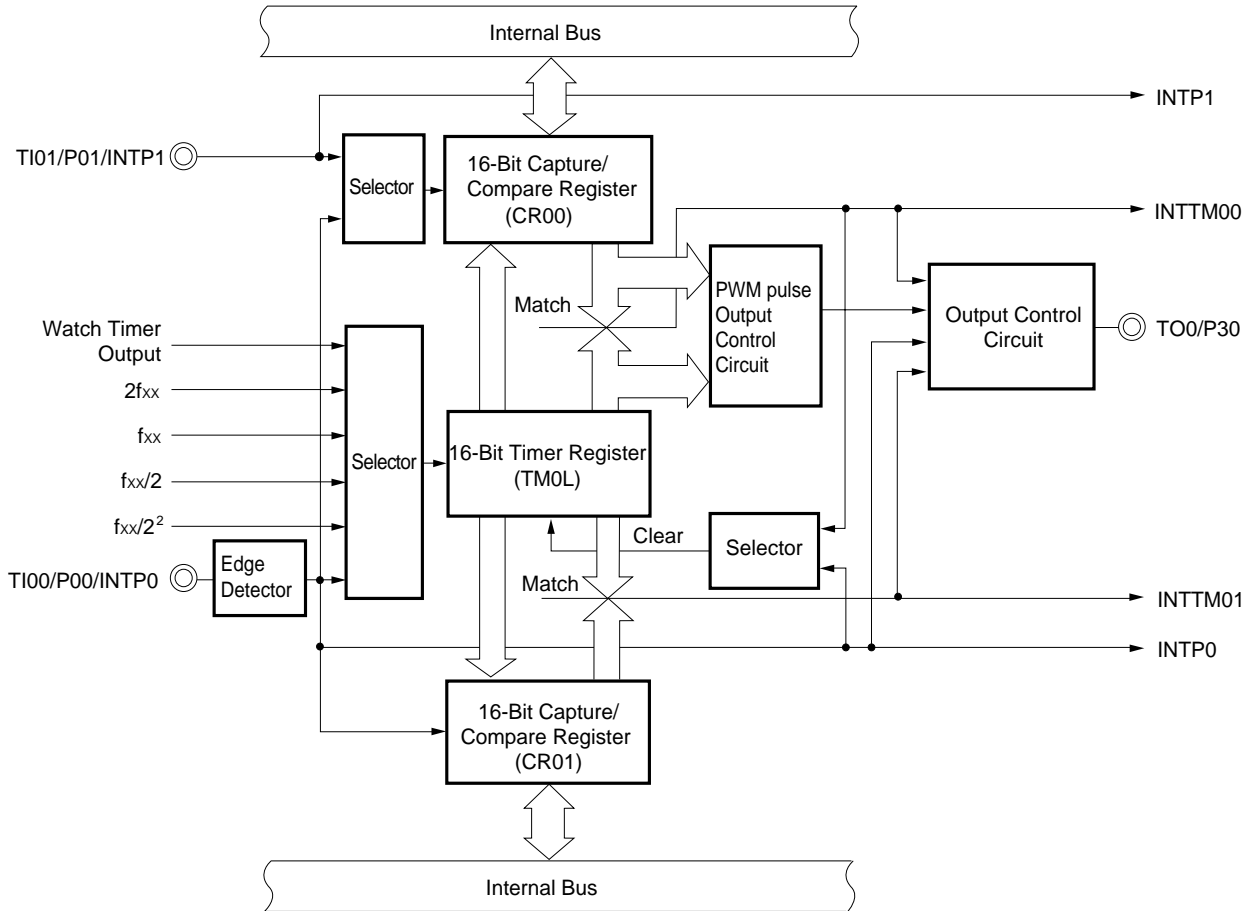 Internal Bus
INTP1
TI01/P01/INTP1
Selector
16-Bit Capture/
Compare Register
(CR00)
INTTM00
Match
PWM pulse
Output
Control
Circuit
Output Control
Circuit
TO0/P30
Watch Timer
Output
2fxx
fxx
fxx/2
fxx/2²
Selector
16-Bit Timer Register
(TM0L)
Clear
Selector
TI00/P00/INTP0
Edge
Detector
Match
INTTM01
INTP0
16-Bit Capture/
Compare Register
(CR01)
Internal Bus